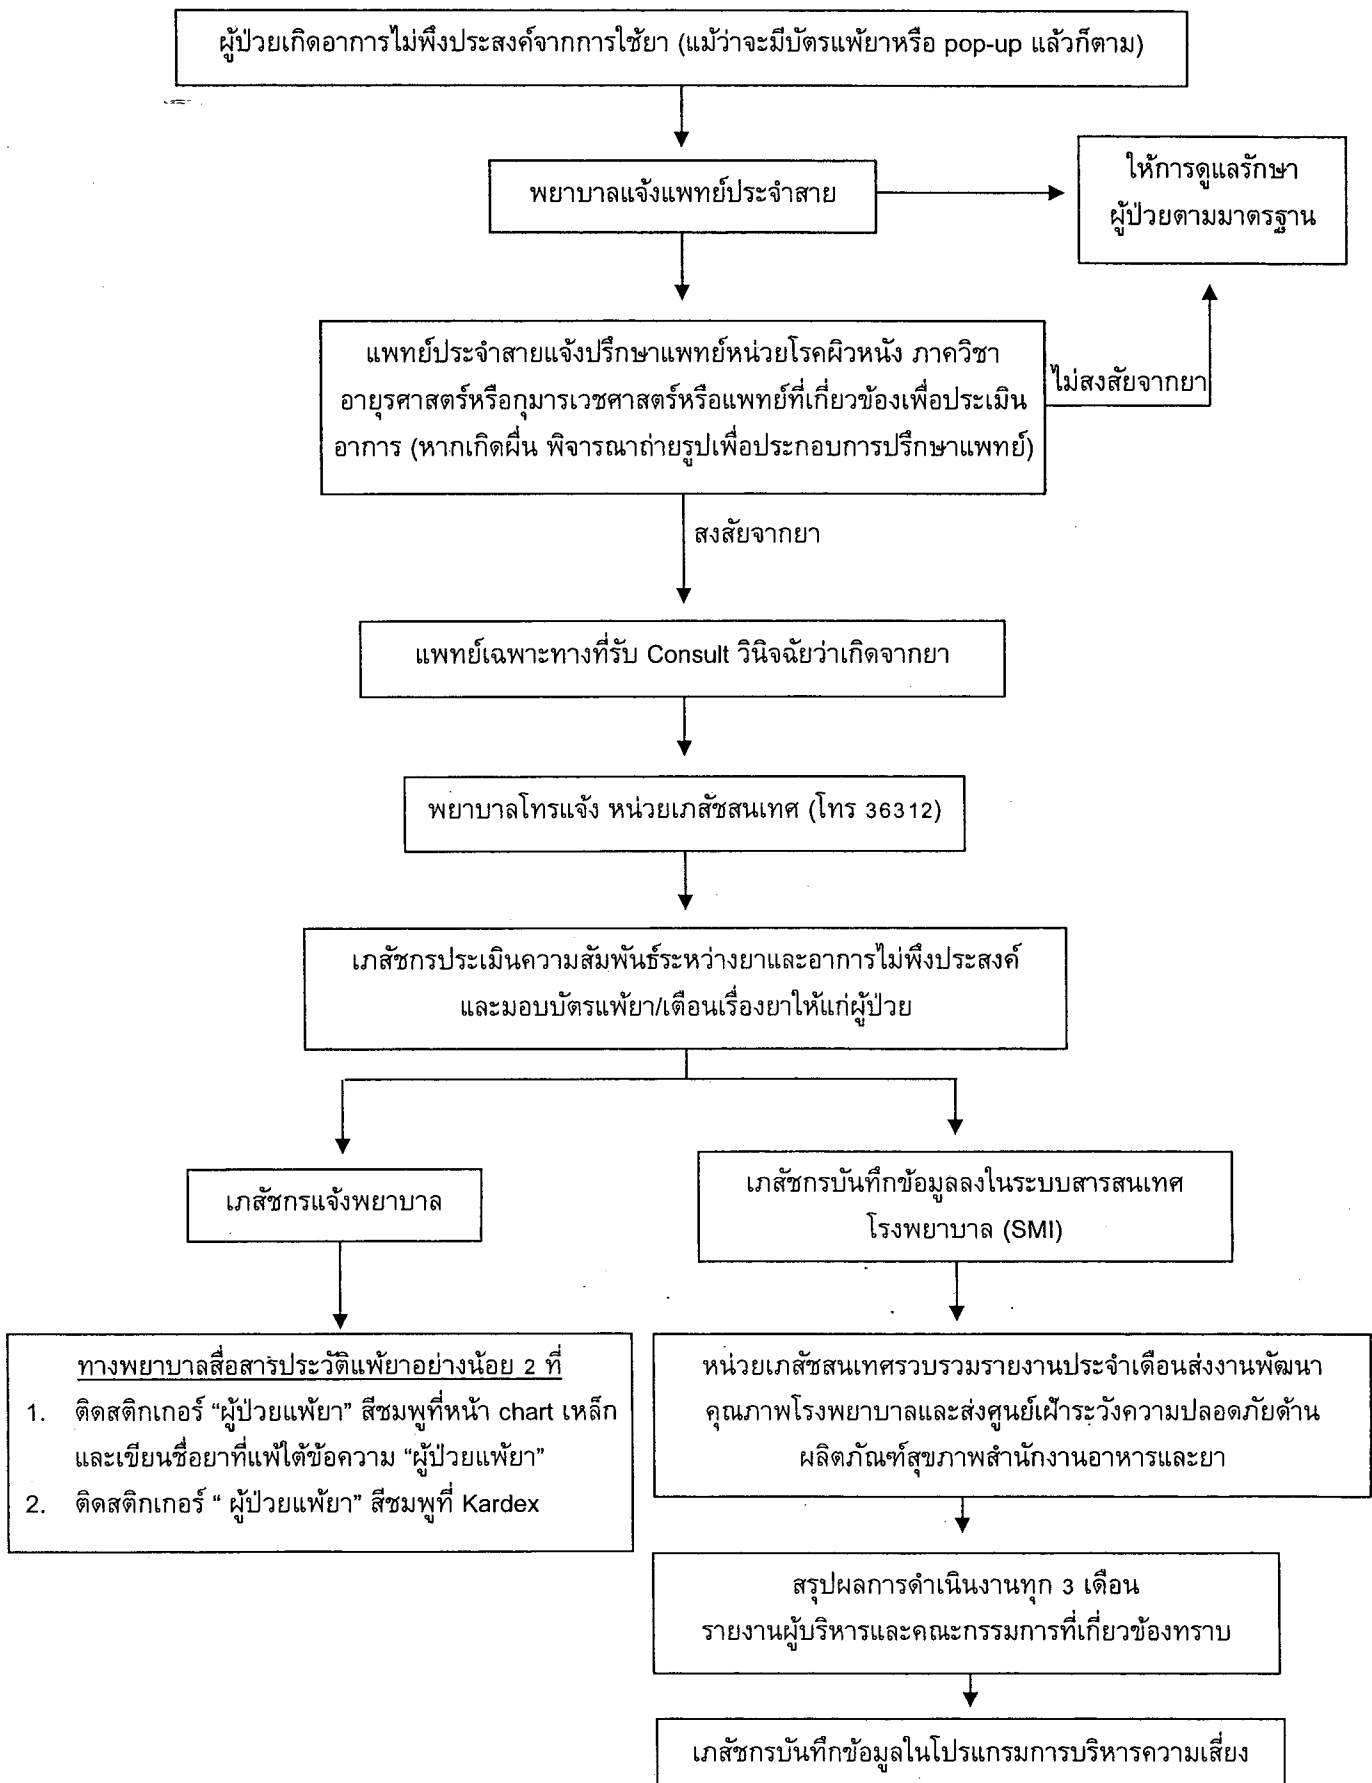 ผู้ป่วยเกิดอาการไม่พึงประสงค์จากการใช้ยา (แม้ว่าจะมีบัตรแพ้ยาหรือ pop-up แล้วก็ตาม)
พยาบาลแจ้งแพทย์ประจำสาย
ให้การดูแลรักษา
ผู้ป่วยตามมาตรฐาน
แพทย์ประจำสายแจ้งปรึกษาแพทย์หน่วยโรคผิวหนัง ภาควิชา
อายุรศาสตร์หรือกุมารเวชศาสตร์หรือแพทย์ที่เกี่ยวข้องเพื่อประเมิน
อาการ (หากเกิดผื่น พิจารณาถ่ายรูปเพื่อประกอบการปรึกษาแพทย์)
ไม่สงสัยจากยา
สงสัยจากยา
แพทย์เฉพาะทางที่รับ Consult วินิจฉัยว่าเกิดจากยา
พยาบาลโทรแจ้ง หน่วยเภสัชสนเทศ (โทร 36312)
เภสัชกรประเมินความสัมพันธ์ระหว่างยาและอาการไม่พึงประสงค์
และมอบบัตรแพ้ยา/เตือนเรื่องยาให้แก่ผู้ป่วย
เภสัชกรแจ้งพยาบาล
เภสัชกรบันทึกข้อมูลลงในระบบสารสนเทศ
โรงพยาบาล (SMI)
ทางพยาบาลสื่อสารประวัติแพ้ยาอย่างน้อย 2 ที่
1. ติดสติกเกอร์ “ผู้ป่วยแพ้ยา” สีชมพูที่หน้า chart เหล็ก
และเขียนชื่อยาที่แพ้ใต้ข้อความ “ผู้ป่วยแพ้ยา”
2. ติดสติกเกอร์ “ ผู้ป่วยแพ้ยา” สีชมพูที่ Kardex
หน่วยเภสัชสนเทศรวบรวมรายงานประจำเดือนส่งงานพัฒนา
คุณภาพโรงพยาบาลและส่งศูนย์เฝ้าระวังความปลอดภัยด้าน
ผลิตภัณฑ์สุขภาพสำนักงานอาหารและยา
สรุปผลการดำเนินงานทุก 3 เดือน
รายงานผู้บริหารและคณะกรรมการที่เกี่ยวข้องทราบ
เภสัชกรบันทึกข้อมูลในโปรแกรมการบริหารความเสี่ยง